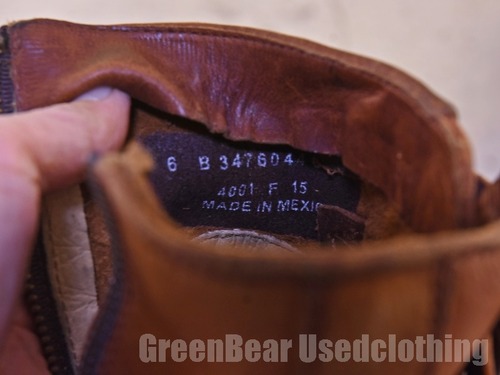 6 B 347604
4001 F 15
MADE IN MEXIC
GreenBear Usedclothing